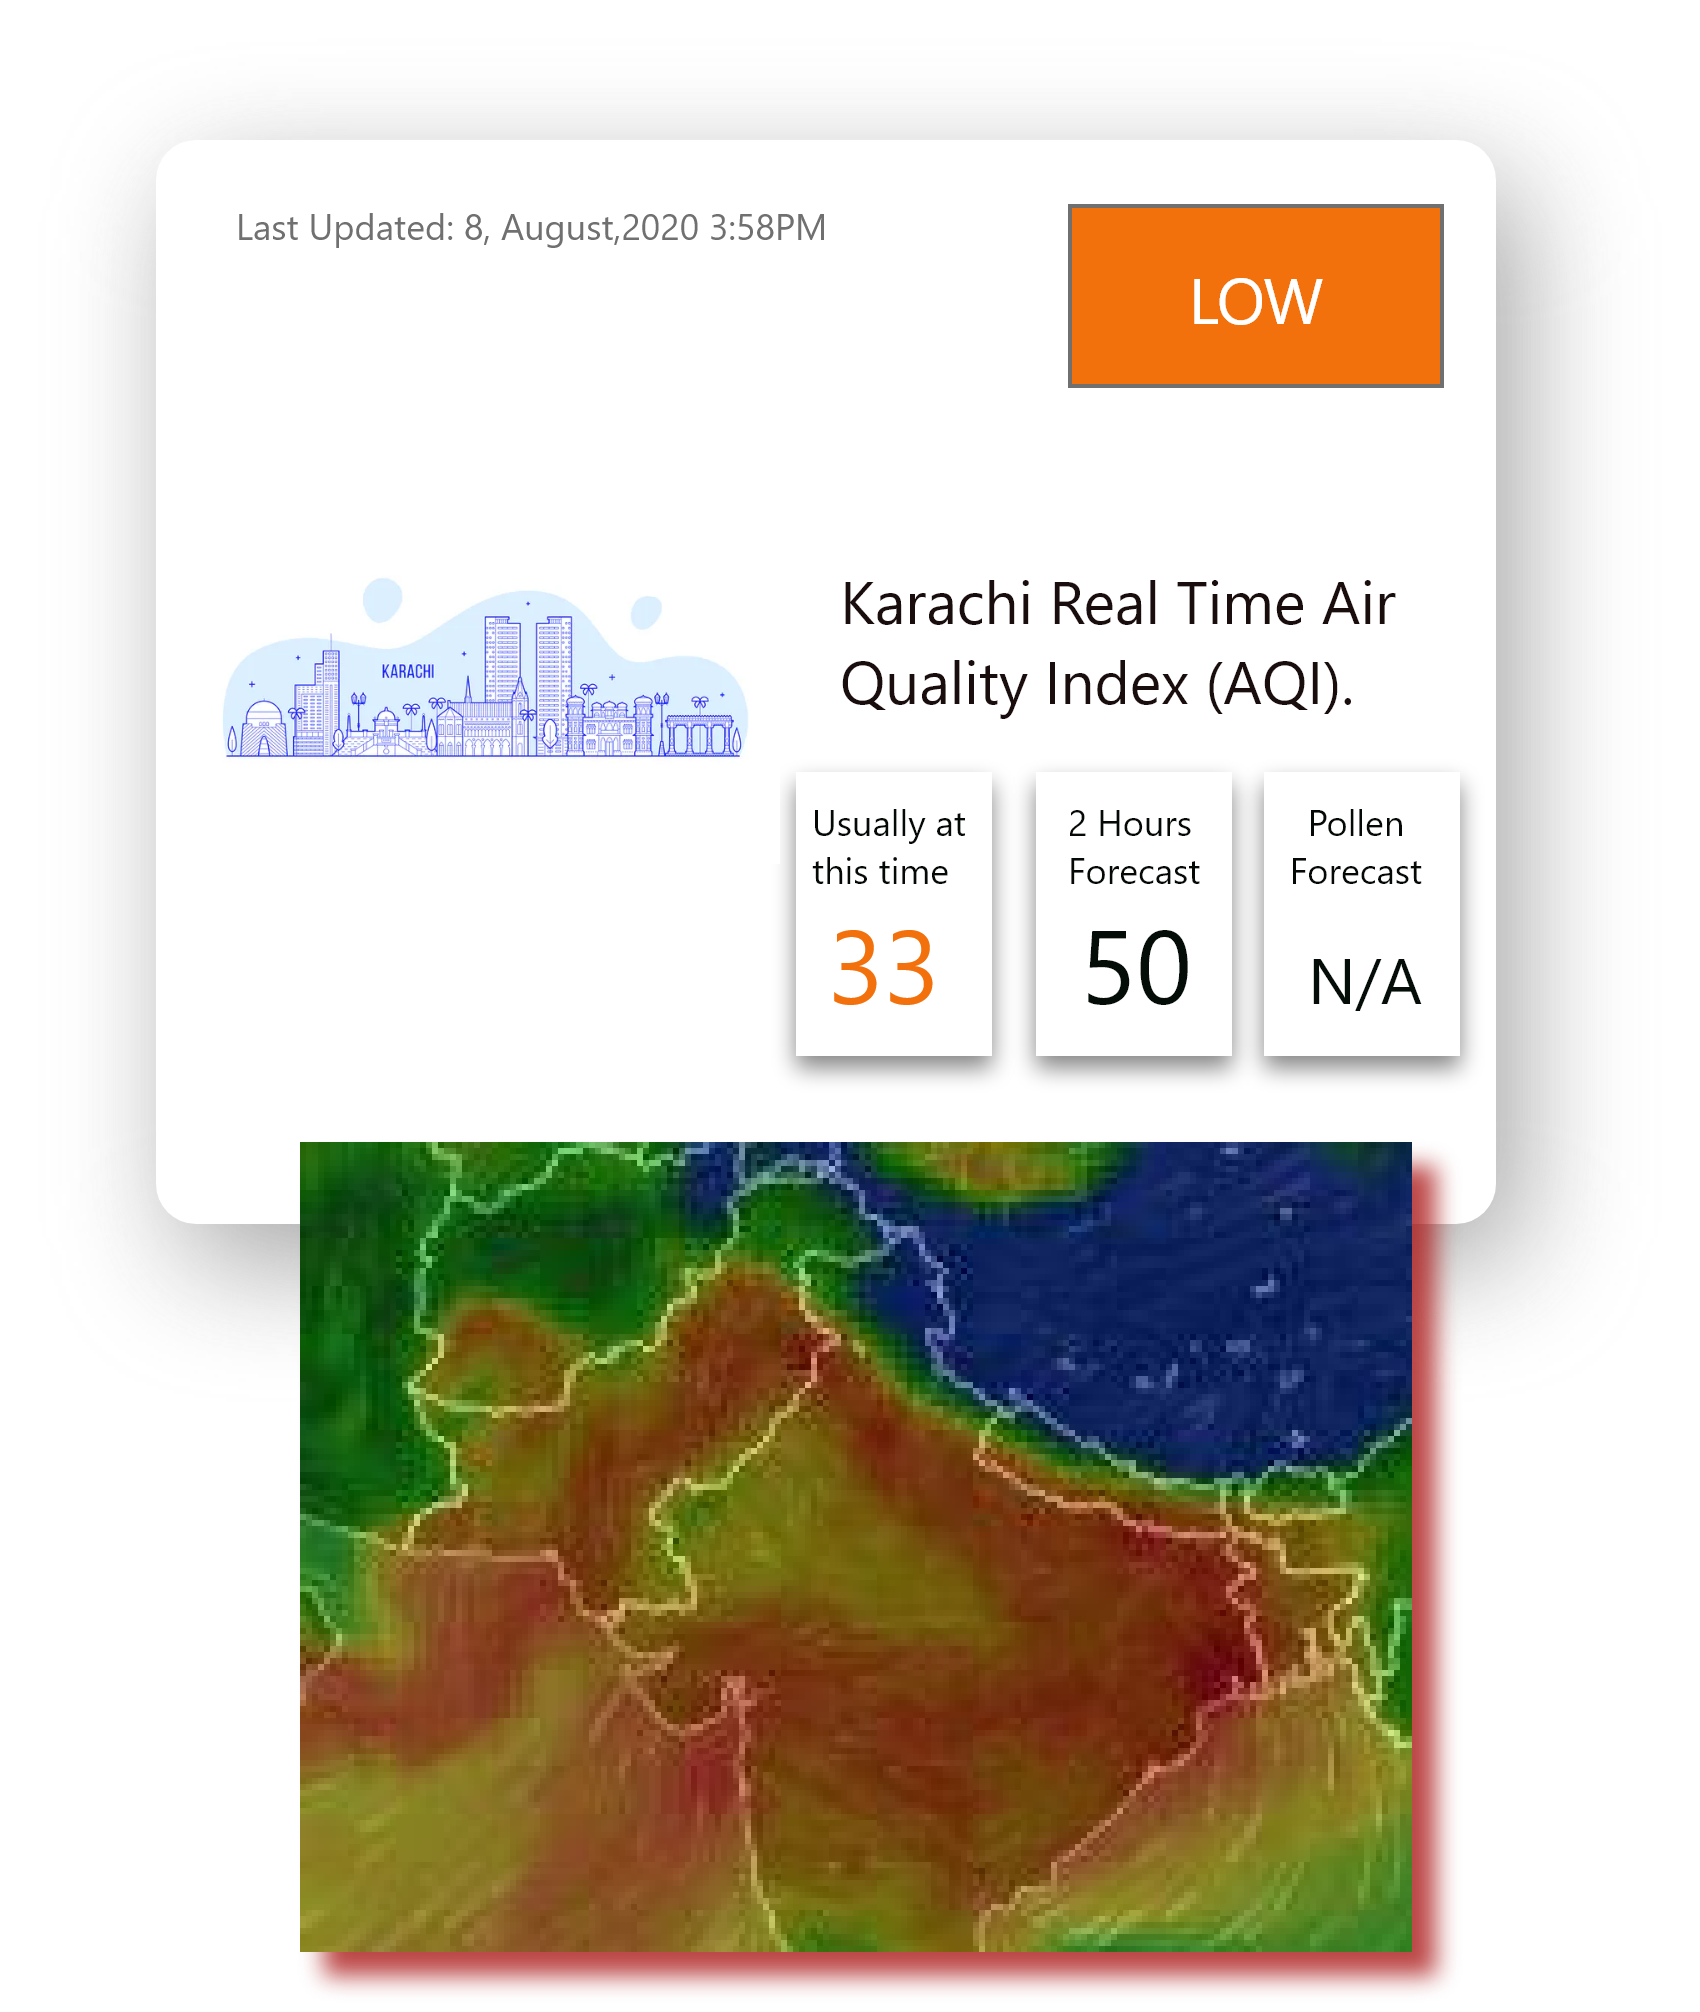 Last Updated: 8, August,2020 3:58PM
LOW
KARACHI
Karachi Real Time Air
Quality Index (AQI).
Usually at
this time
33
2 Hours
Forecast
50
Pollen
Forecast
N/A